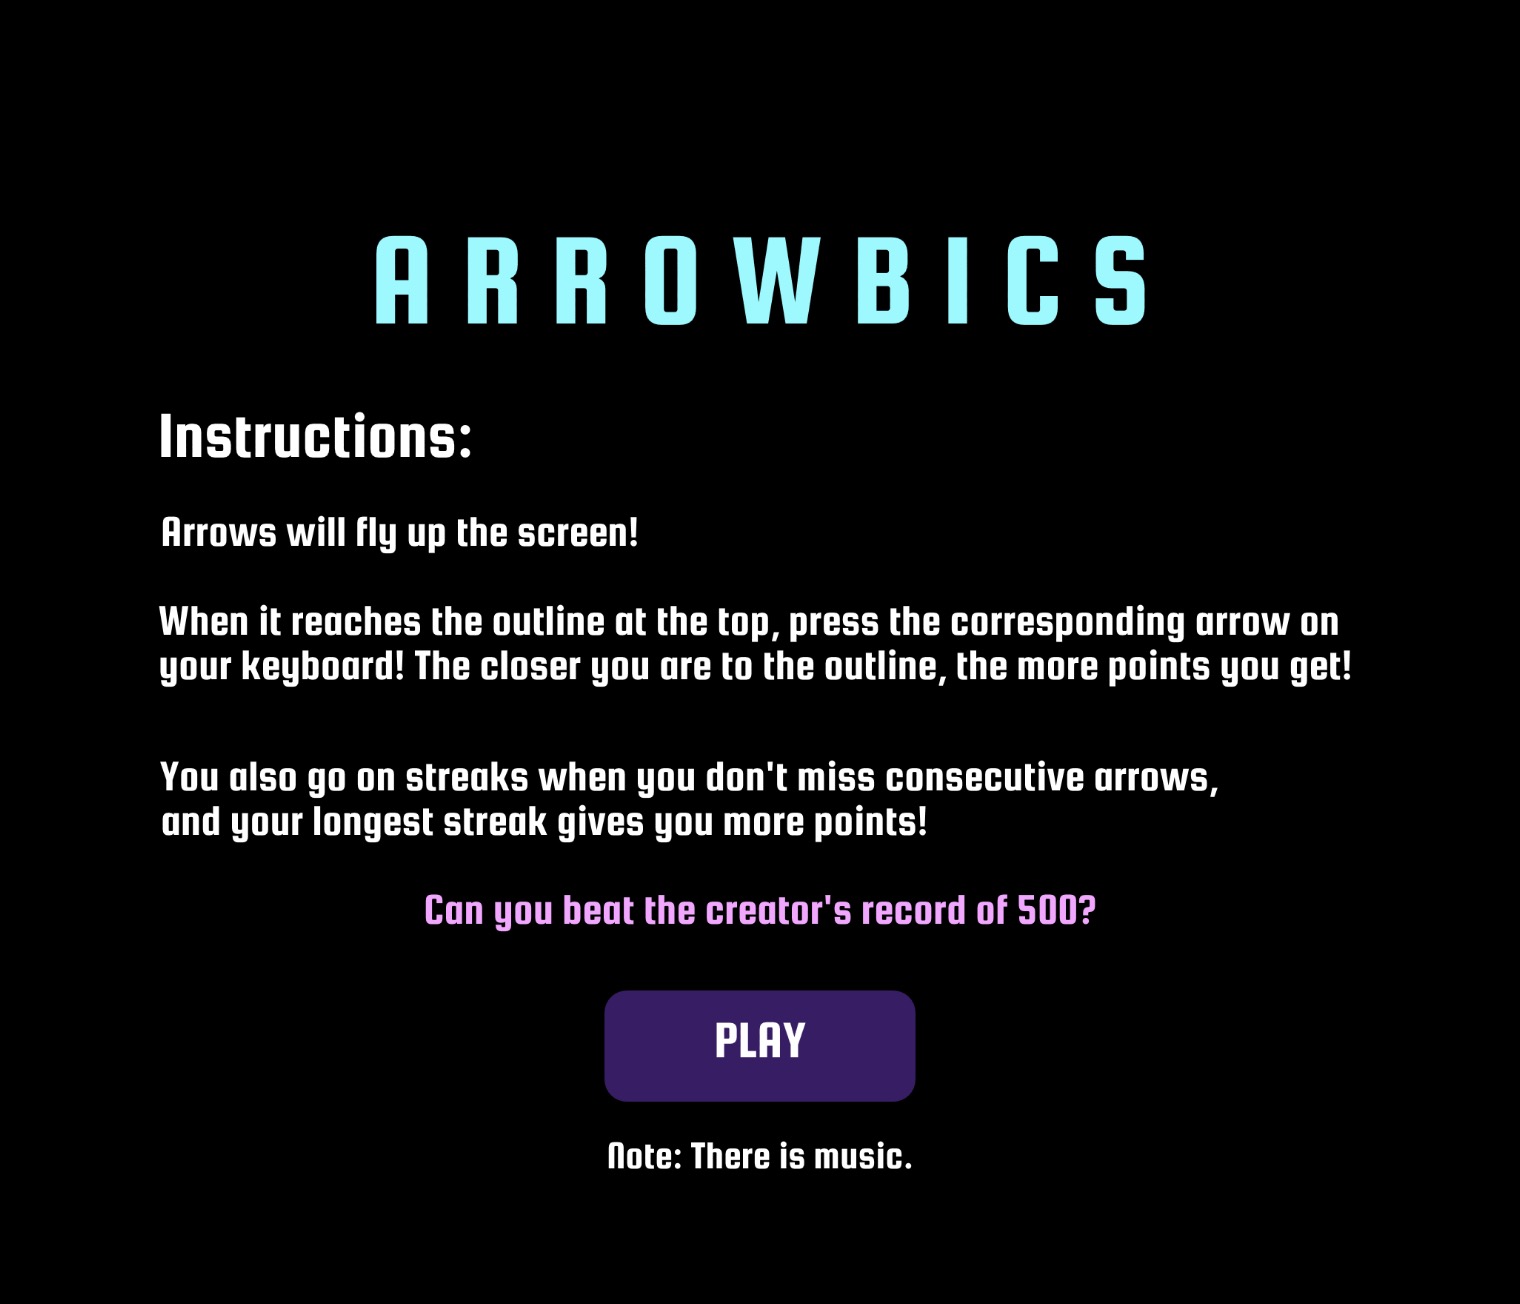 ARROWBICS
Instructions:
Arrows will fly up the screen!
When it reaches the outline at the top, press the corresponding arrow on
your keyboard! The closer you are to the outline, the more points you get!
You also go on streaks when you don't miss consecutive arrows,
and your longest streak gives you more points!
Can you beat the creator's record of 500?
PLAY
Note: There is music.